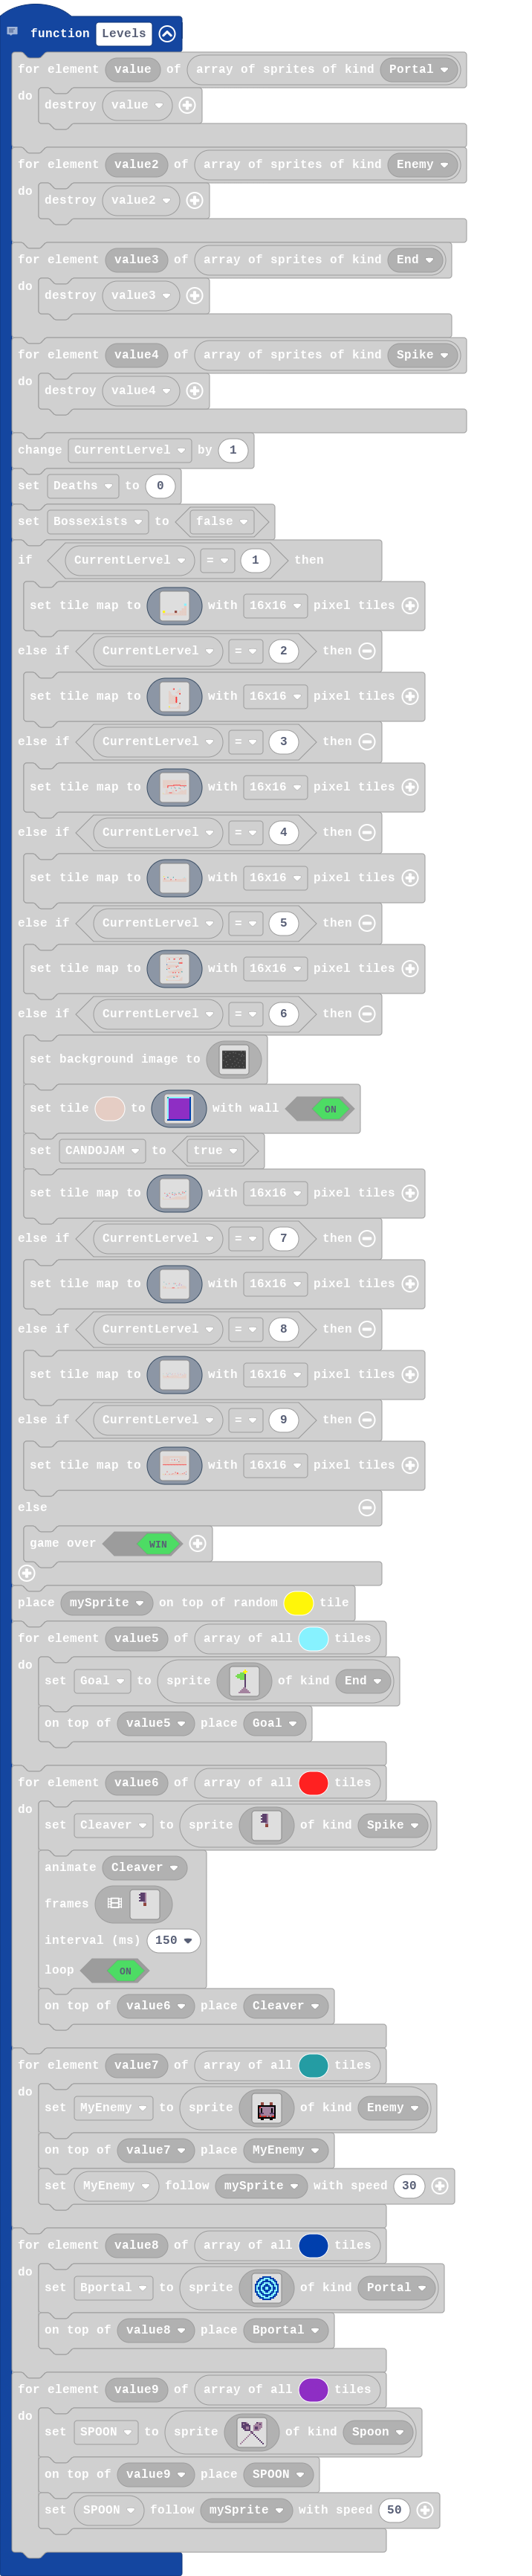 function Levels
for element value of array of sprites of kind Portal
do
destroy value
for element value2 of array of sprites of kind Enemy
do
destroy value2
for element value3 of array of sprites of kind End
do
destroy value3
for element value4 of array of sprites of kind Spike
do
destroy value4
change CurrentLervel by 1
set Deaths to 0
set Bossexists to false
if CurrentLervel = 1 then
set tile map to with 16x16 pixel tiles
else if CurrentLervel = 2 then
set tile map to with 16x16 pixel tiles
else if CurrentLervel = 3 then
set tile map to with 16x16 pixel tiles
else if CurrentLervel = 4 then
set tile map to with 16x16 pixel tiles
else if CurrentLervel = 5 then
set tile map to with 16x16 pixel tiles
else if CurrentLervel = 6 then
set background image to
set tile to with wall ON
set CANDOJAM to true
set tile map to with 16x16 pixel tiles
else if CurrentLervel = 7 then
set tile map to with 16x16 pixel tiles
else if CurrentLervel = 8 then
set tile map to with 16x16 pixel tiles
else if CurrentLervel = 9 then
set tile map to with 16x16 pixel tiles
else
game over WIN
place mySprite on top of random tile
for element value5 of array of all tiles
do
set Goal to sprite of kind End
on top of value5 place Goal
for element value6 of array of all tiles
do
set Cleaver to sprite of kind Spike
animate Cleaver
frames
interval (ms) 150
loop ON
on top of value6 place Cleaver
for element value7 of array of all tiles
do
set MyEnemy to sprite of kind Enemy
on top of value7 place MyEnemy
set MyEnemy follow mySprite with speed 30
for element value8 of array of all tiles
do
set Bportal to sprite of kind Portal
on top of value8 place Bportal
for element value9 of array of all tiles
do
set SPOON to sprite of kind Spoon
on top of value9 place SPOON
set SPOON follow mySprite with speed 50